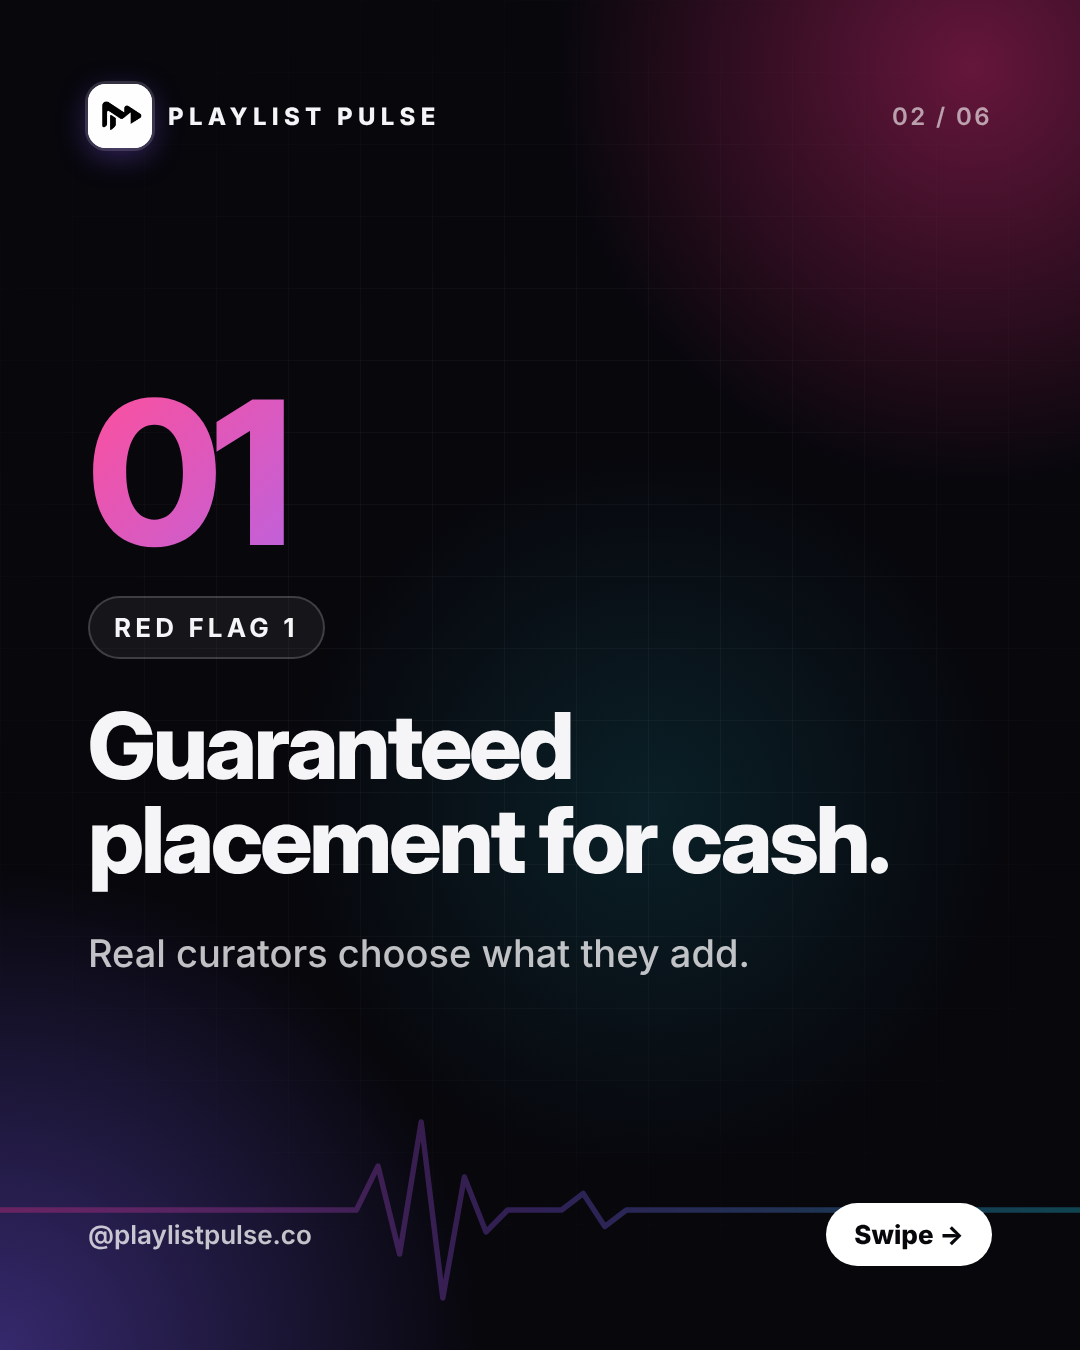 PLAYLIST PULSE
02 / 06
01
RED FLAG 1
Guaranteed
placement for cash.
Real curators choose what they add.
@playlistpulse.co
Swipe →